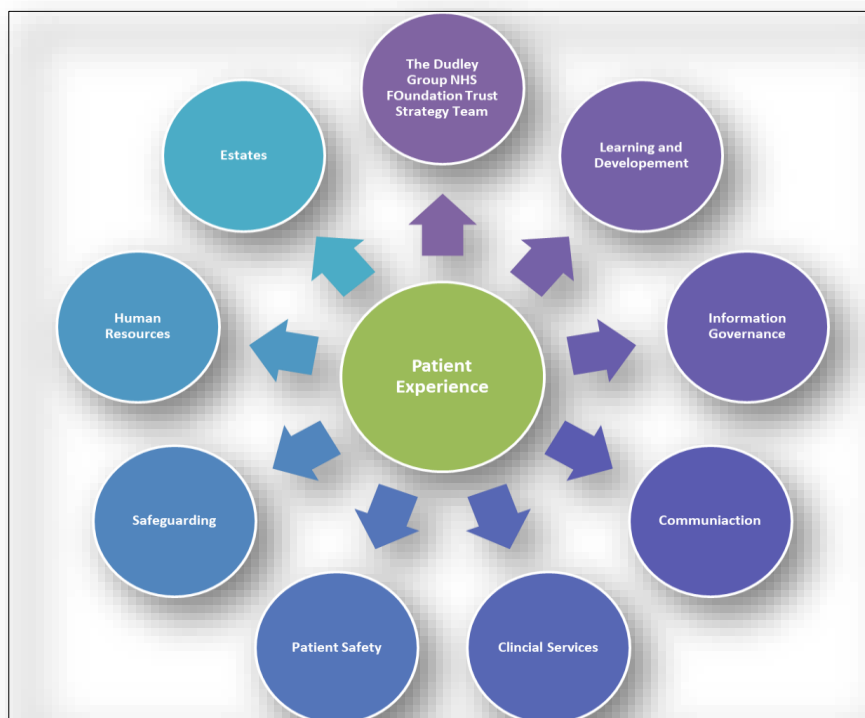 The Dudley
Group NHS
FOundation Trust
Strategy Team
Learning and
Developement
Information
Governance
Communiaction
Clincial Services
Patient Safety
Safeguarding
Human
Resources
Estates
Patient
Experience